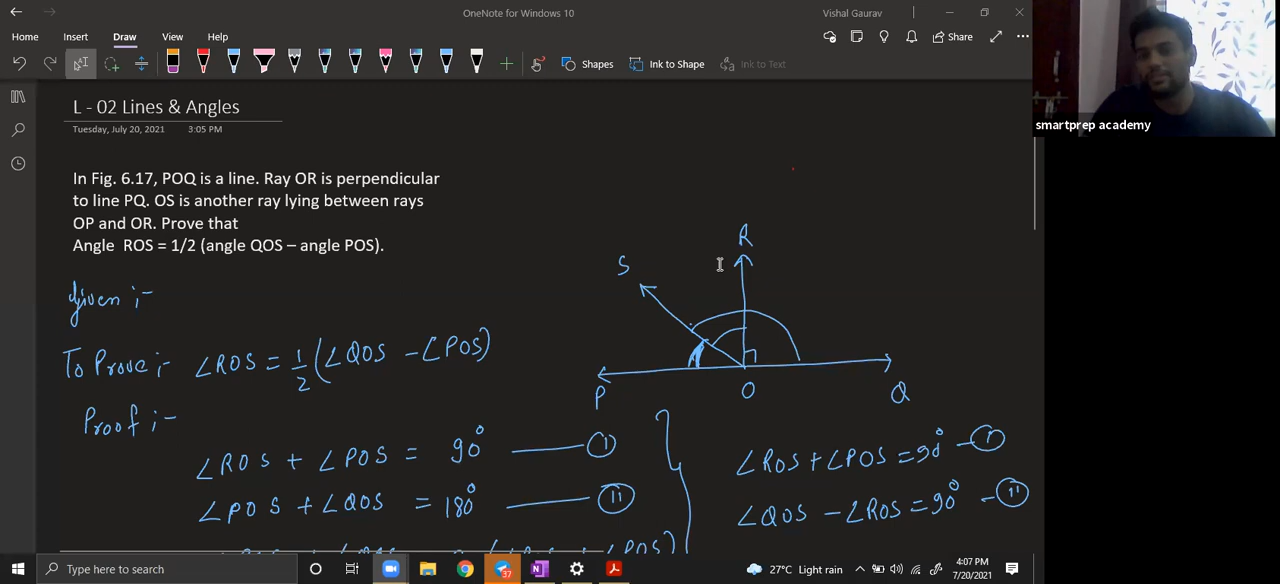 OneNote for Windows 10
Vishal Gaurav
Home Insert Draw View Help
Share
Shapes
Ink to Shape
Ink to Text
smartprep academy
L - 02 Lines & Angles
Tuesday, July 20, 2021 3:05 PM
In Fig. 6.17, POQ is a line. Ray OR is perpendicular
to line PQ. OS is another ray lying between rays
OP and OR. Prove that
Angle ROS = 1/2 (angle QOS – angle POS).
Given :-
To Prove :- ∠ROS = 1/2 (∠QOS - ∠POS)
Proof :-
∠ROS + ∠POS = 90° — I
∠POS + ∠QOS = 180° — II
R
S
P
O
Q
∠ROS + ∠POS = 90° — I
∠QOS - ∠ROS = 90° — II
Type here to search
37
27°C Light rain
4:07 PM
7/20/2021